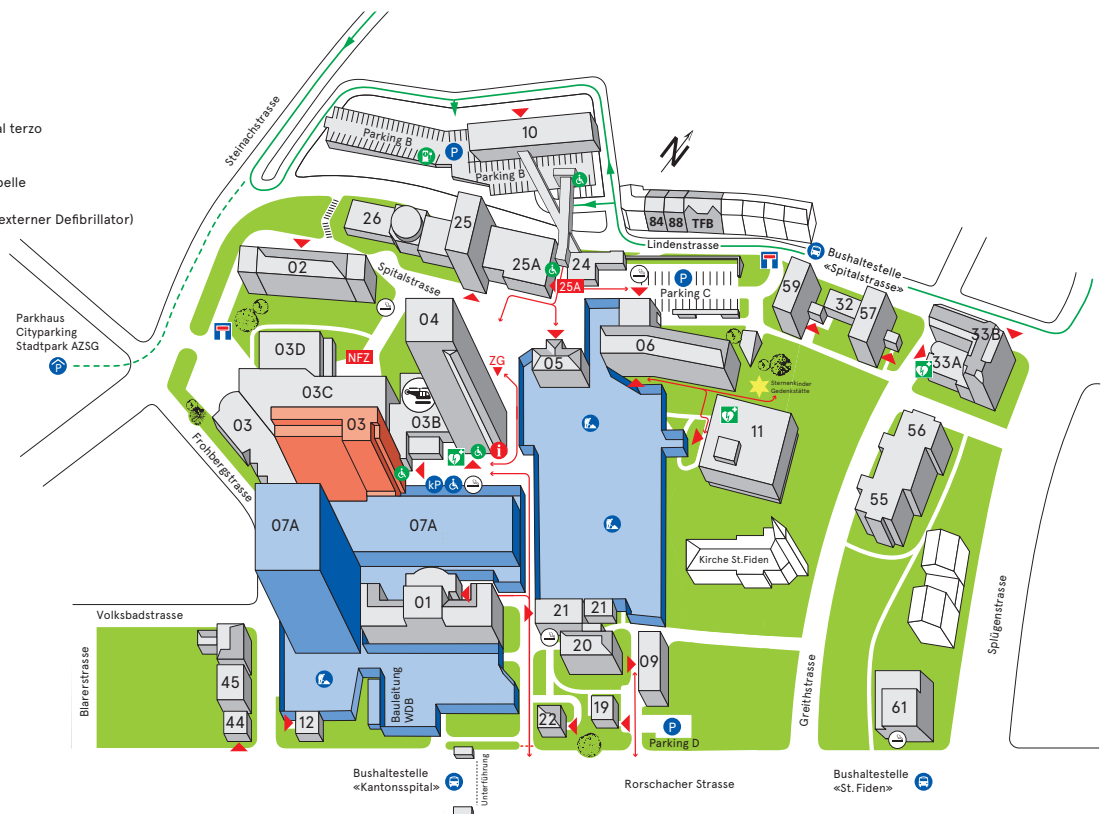 al terzo
pelle
externer Defibrillator)
Steinachstrasse
Parking B
P
10
Parking B
N
84
88
TFB
Lindenstrasse
Bushaltestelle
«Spitalstrasse»
26
25
25A
24
25A
P
Parking C
02
Spitalstrasse
59
32
57
33B
33A
Parkhaus
Cityparking
Stadtpark AZSG
P
04
06
05
ZG
03D
NFZ
03C
03
03
03B
i
kP
Sternenkinder
Gedenkstätte
11
56
55
Frohbergstrasse
07A
07A
Kirche St.Fiden
01
21
21
20
09
Volksbadstrasse
Blarerstrasse
45
44
12
Bauleitung
WDB
22
19
P
Parking D
Greithstrasse
Splügenstrasse
61
Bushaltestelle
«Kantonsspital»
Unterführung
Rorschacher Strasse
Bushaltestelle
«St. Fiden»